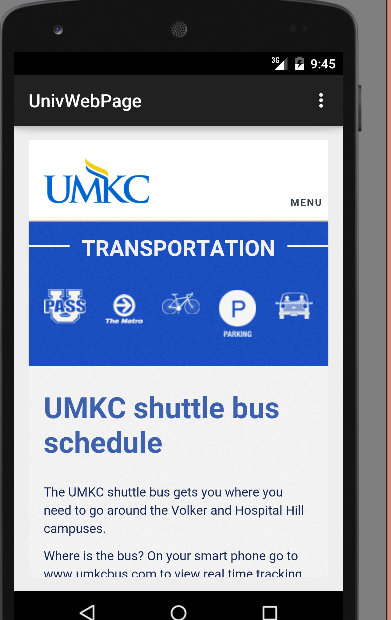 3G 9:45
UnivWebPage
UMKC
MENU
TRANSPORTATION
U
PASS
The Metro
P
PARKING
UMKC shuttle bus
schedule
The UMKC shuttle bus gets you where you
need to go around the Volker and Hospital Hill
campuses.
Where is the bus? On your smart phone go to
www.umkcbus.com to view real time tracking